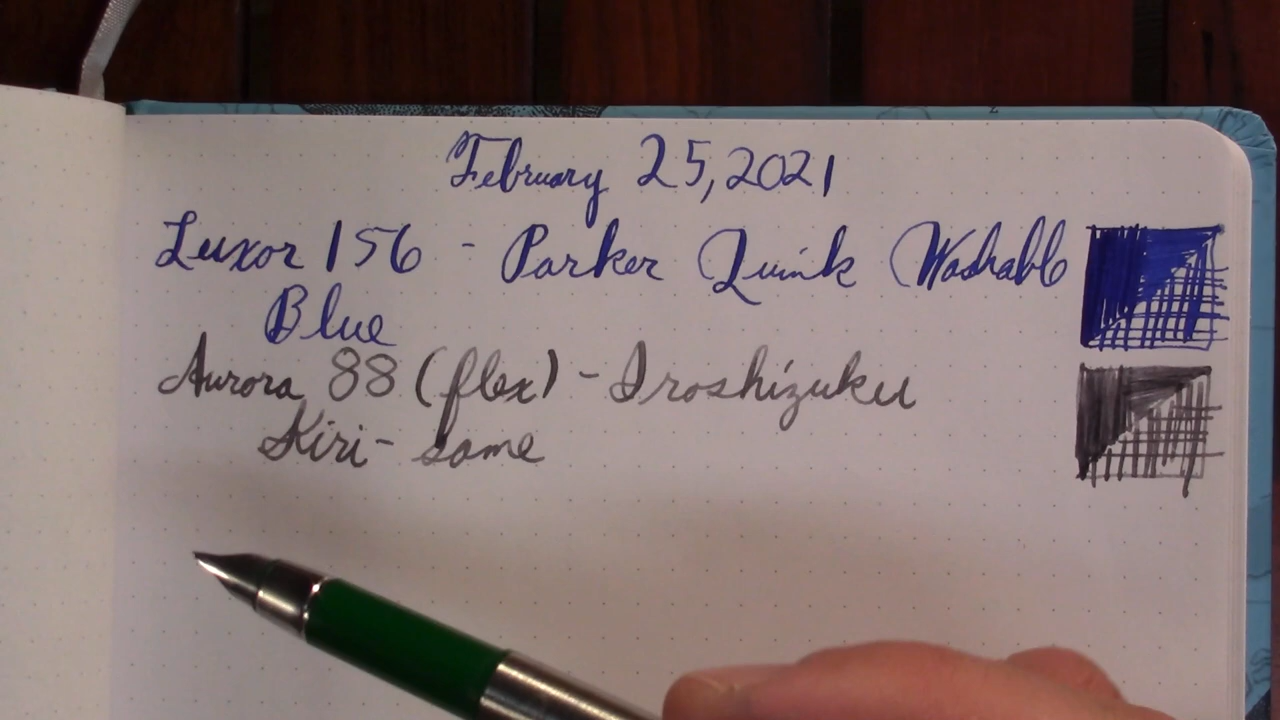 February 25, 2021
Luxor 156 - Parker Quink Washable
Blue
Aurora 88 (flex) - Iroshizuku
Kiri-same